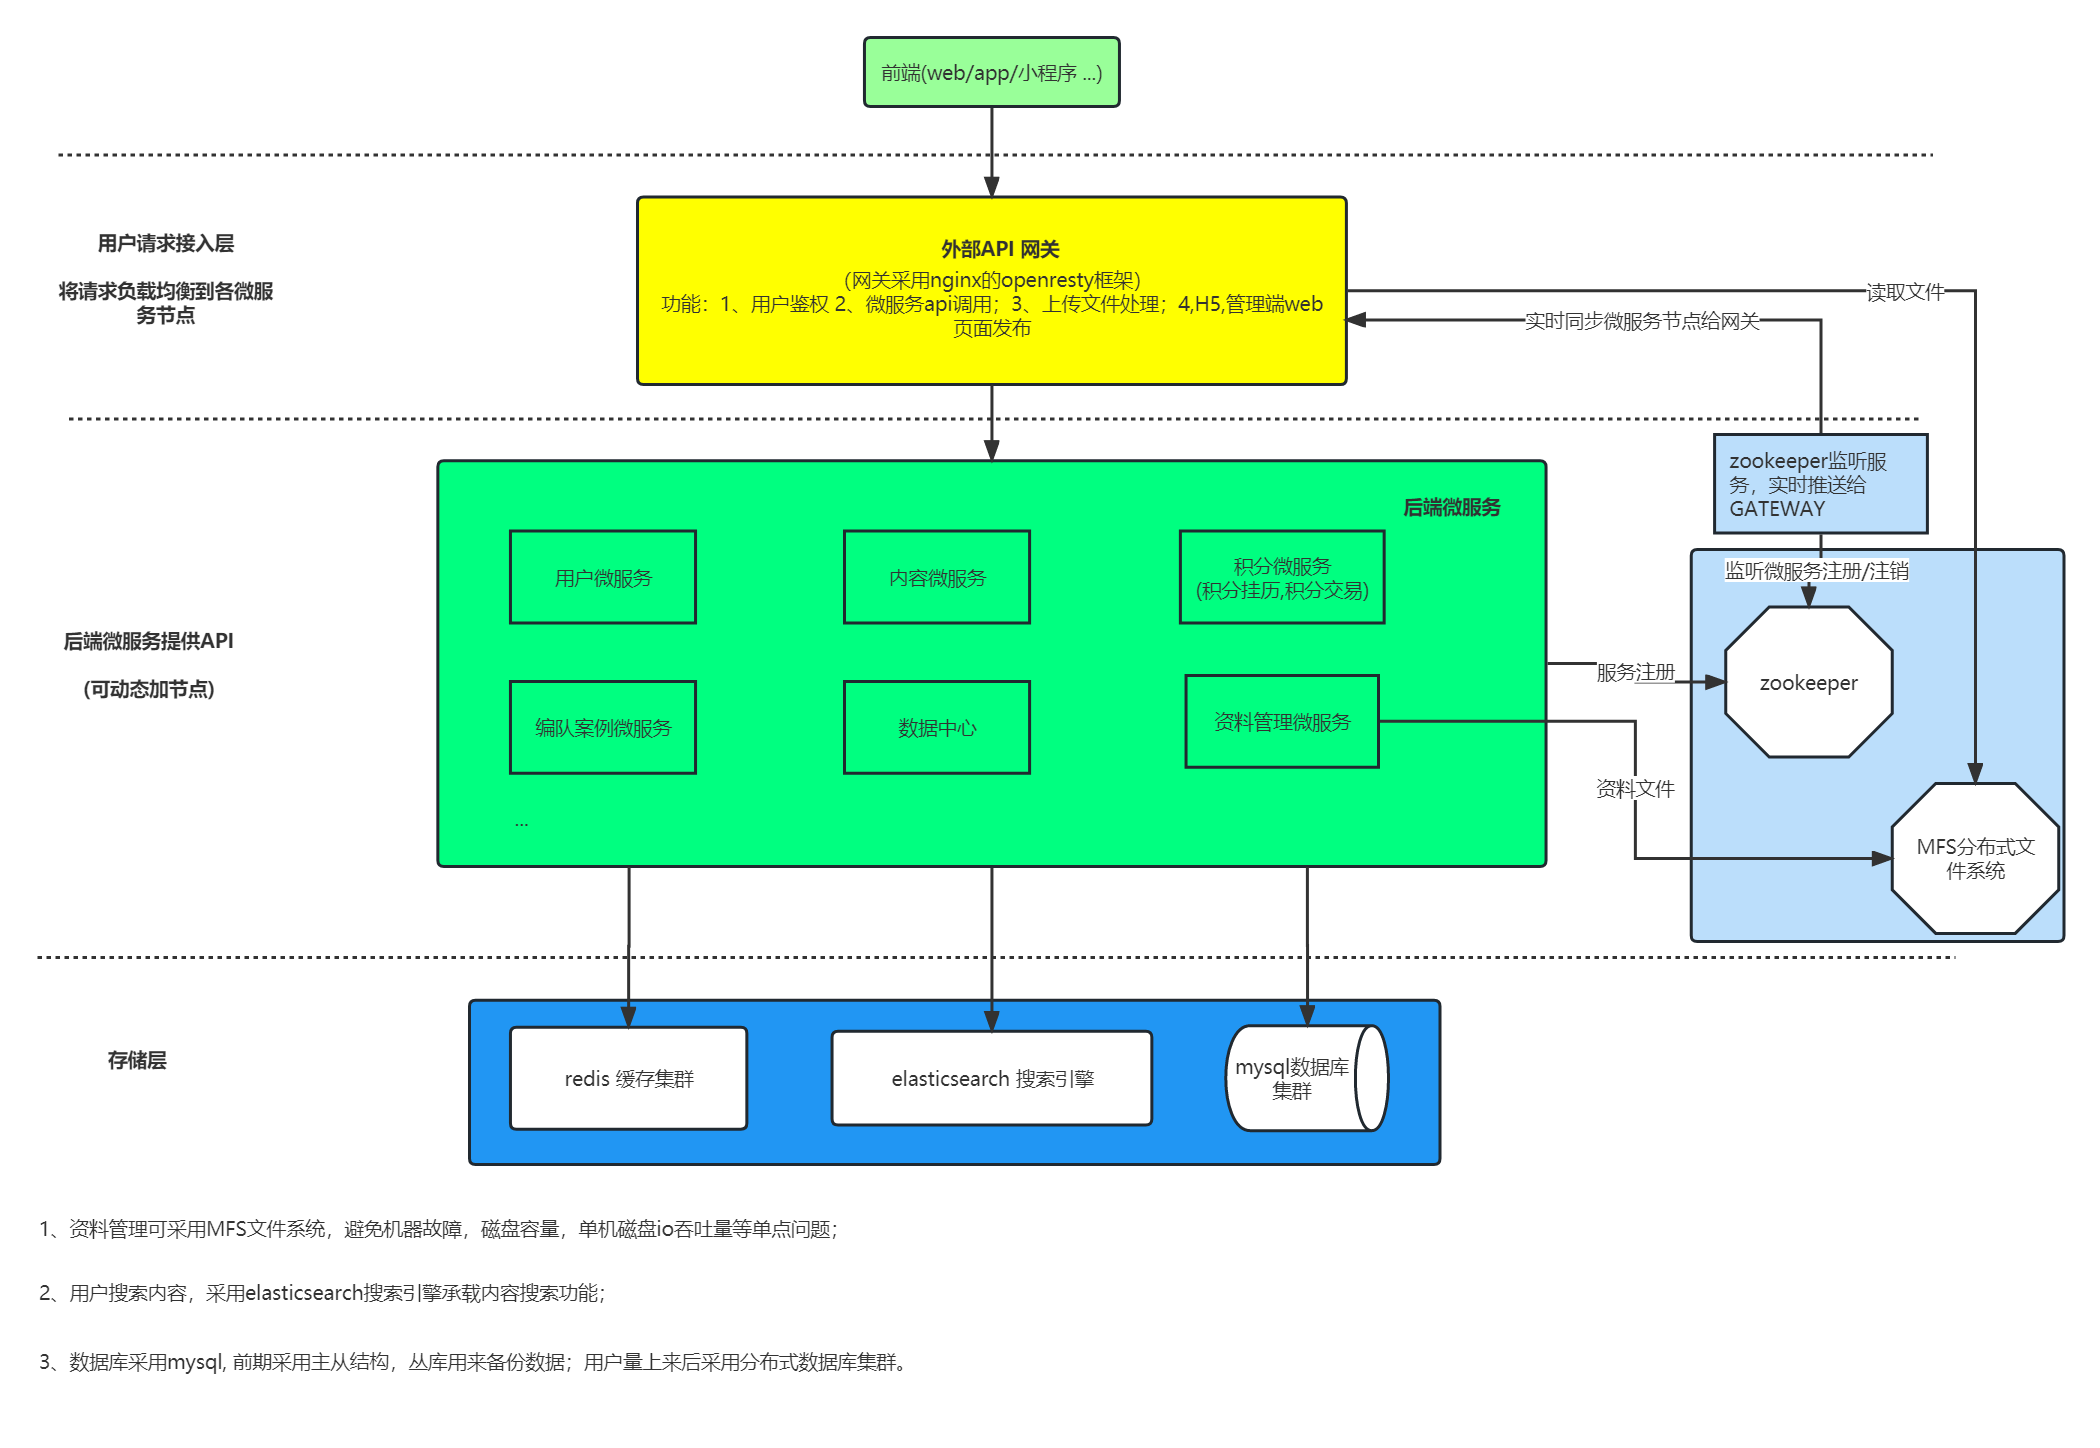 前端(web/app/小程序 ...)
用户请求接入层
将请求负载均衡到各微服
务节点
外部API 网关
（网关采用nginx的openresty框架）
功能：1、用户鉴权 2、微服务api调用；3、上传文件处理；4,H5,管理端web
页面发布
读取文件
实时同步微服务节点给网关
zookeeper监听服
务，实时推送给
GATEWAY
监听微服务注册/注销
后端微服务提供API
(可动态加节点)
后端微服务
用户微服务
内容微服务
积分微服务
(积分挂历,积分交易)
编队案例微服务
数据中心
资料管理微服务
...
服务注册
zookeeper
资料文件
MFS分布式文
件系统
存储层
redis 缓存集群
elasticsearch 搜索引擎
mysql数据库
集群
1、资料管理可采用MFS文件系统，避免机器故障，磁盘容量，单机磁盘io吞吐量等单点问题；
2、用户搜索内容，采用elasticsearch搜索引擎承载内容搜索功能；
3、数据库采用mysql, 前期采用主从结构，丛库用来备份数据；用户量上来后采用分布式数据库集群。